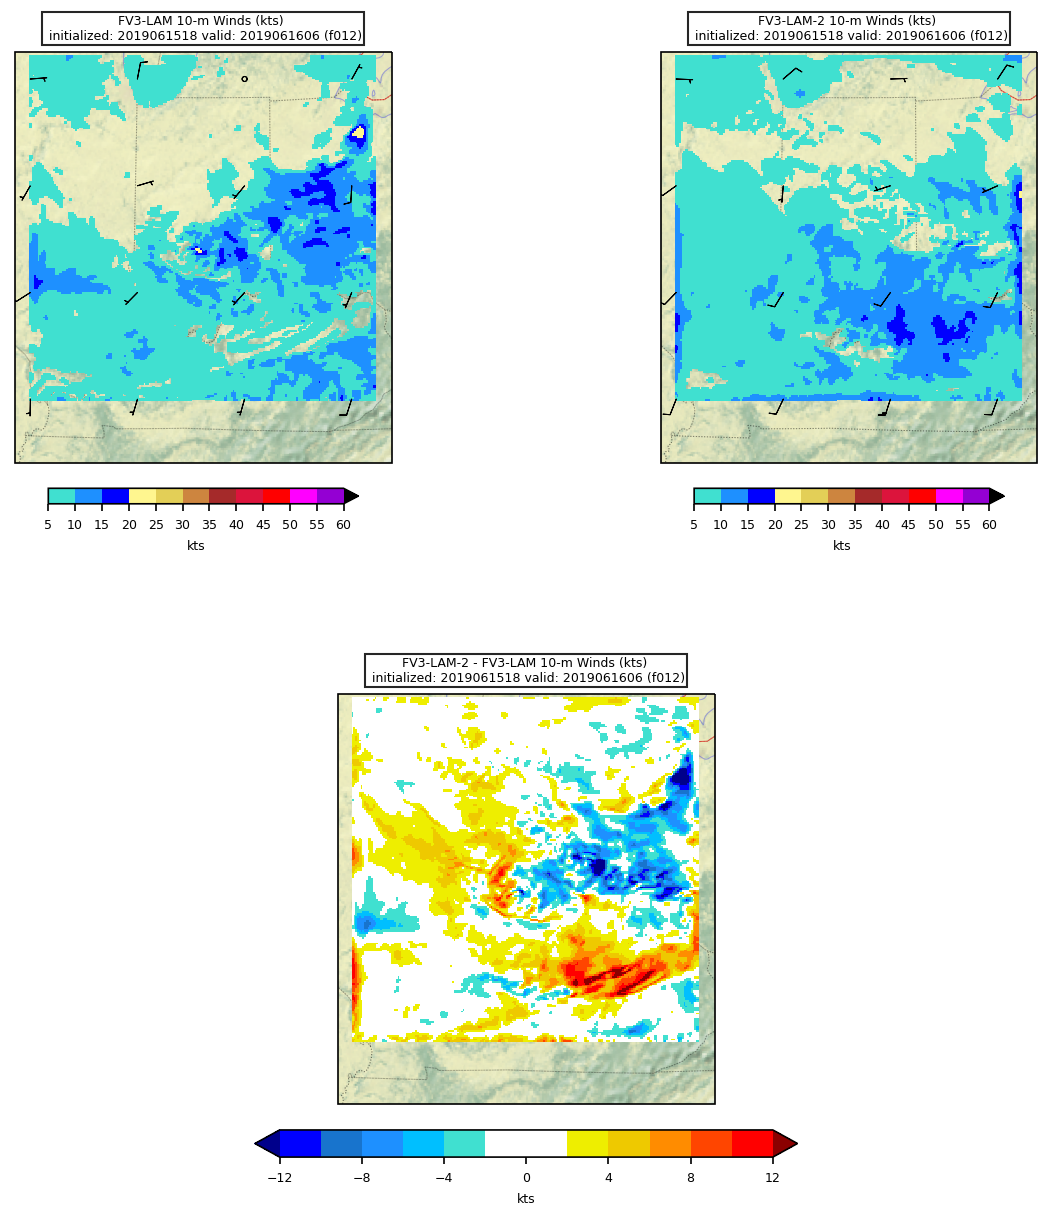 FV3-LAM 10-m Winds (kts)
initialized: 2019061518 valid: 2019061606 (f012)
FV3-LAM-2 10-m Winds (kts)
initialized: 2019061518 valid: 2019061606 (f012)
5 10 15 20 25 30 35 40 45 50 55 60
kts
5 10 15 20 25 30 35 40 45 50 55 60
kts
FV3-LAM-2 - FV3-LAM 10-m Winds (kts)
initialized: 2019061518 valid: 2019061606 (f012)
−12 −8 −4 0 4 8 12
kts